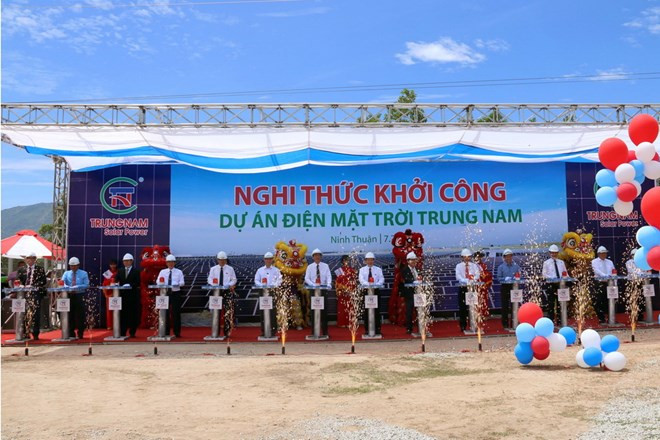 NGHI THỨC KHỞI CÔNG
DỰ ÁN ĐIỆN MẶT TRỜI TRUNG NAM
Ninh Thuận | 7.
TRUNGNAM
Solar Power
TRUNGNAM
Solar Power